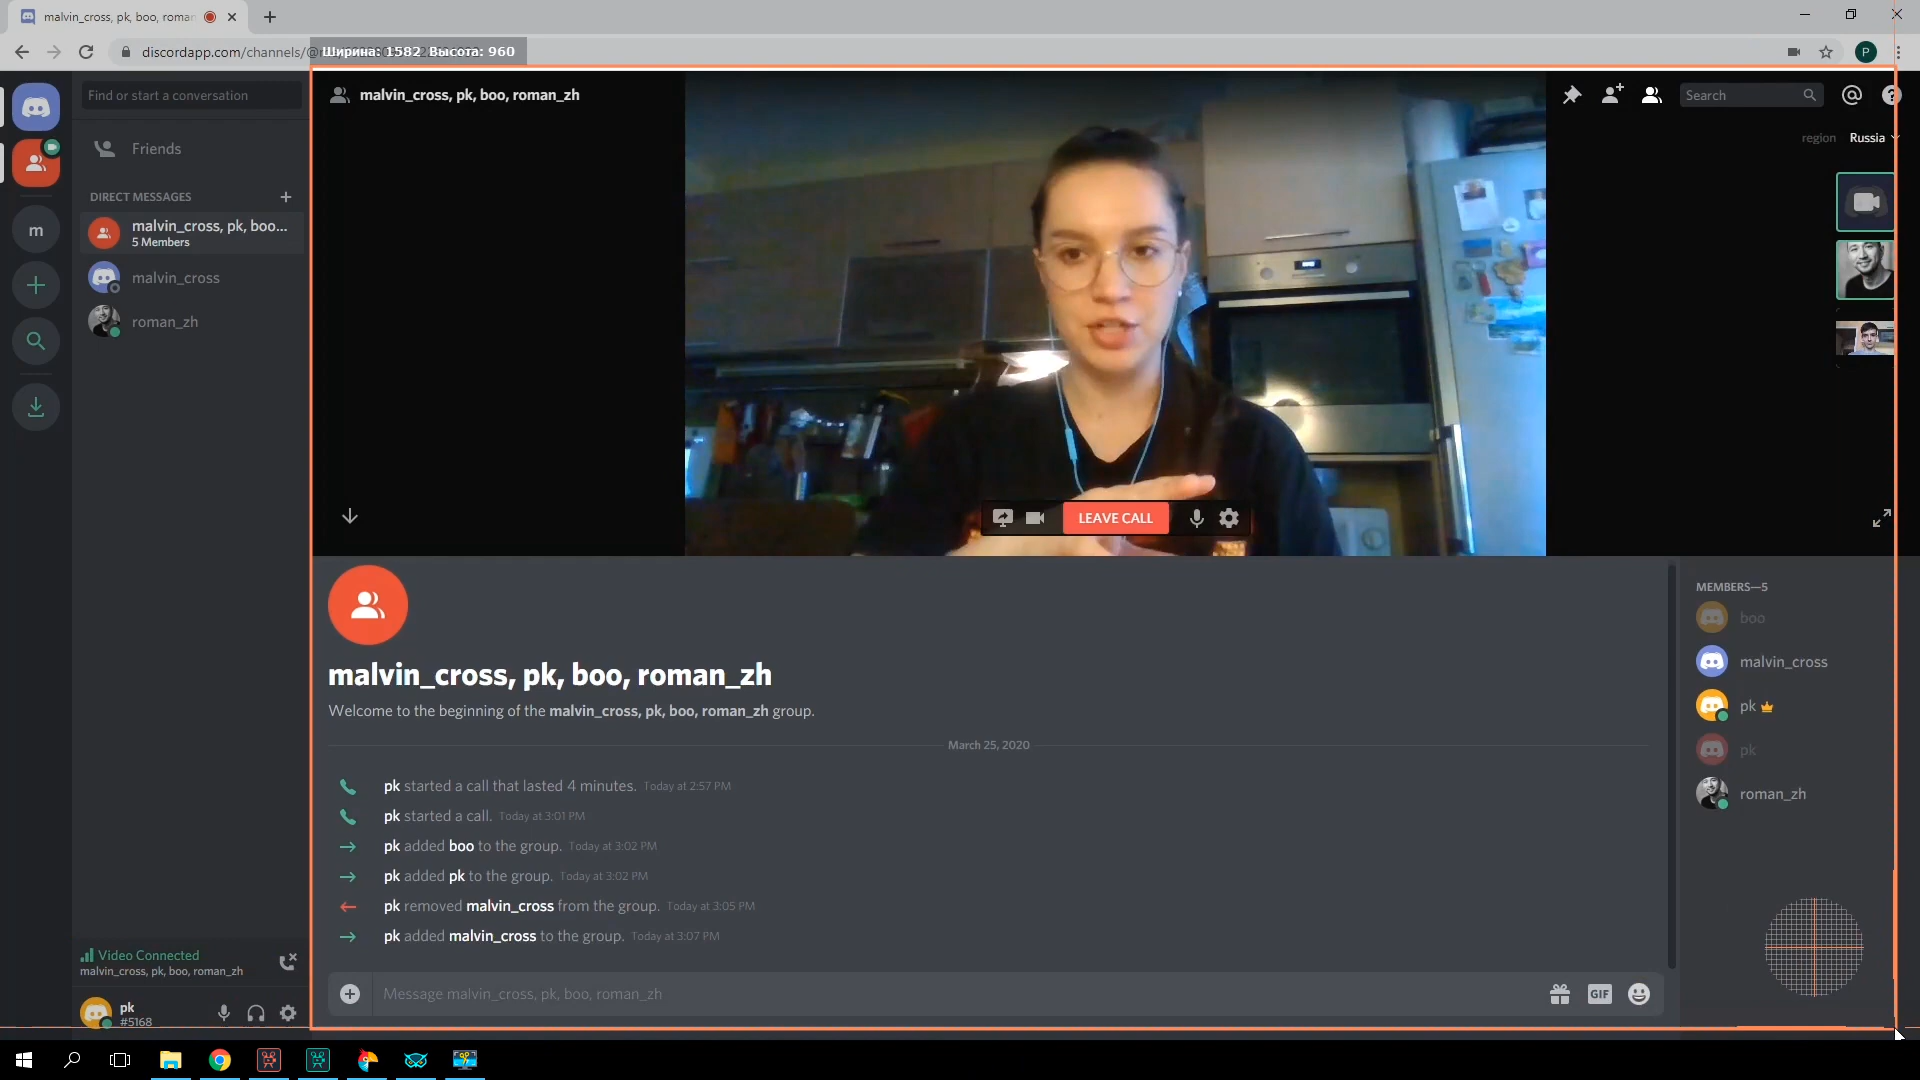 malvin_cross, pk, boo, roman
discordapp.com/channels/@
Ширина: 1582 Высота: 960
P
Find or start a conversation
malvin_cross, pk, boo, roman_zh
Search
region Russia
Friends
DIRECT MESSAGES
malvin_cross, pk, boo...
5 Members
m
malvin_cross
roman_zh
LEAVE CALL
MEMBERS—5
boo
malvin_cross
pk
pk
roman_zh
malvin_cross, pk, boo, roman_zh
Welcome to the beginning of the malvin_cross, pk, boo, roman_zh group.
March 25, 2020
pk started a call that lasted 4 minutes. Today at 2:57 PM
pk started a call. Today at 3:01 PM
pk added boo to the group. Today at 3:02 PM
pk added pk to the group. Today at 3:02 PM
pk removed malvin_cross from the group. Today at 3:05 PM
pk added malvin_cross to the group. Today at 3:07 PM
Video Connected
malvin_cross, pk, boo, roman_zh
Message malvin_cross, pk, boo, roman_zh
GIF
pk
#5168